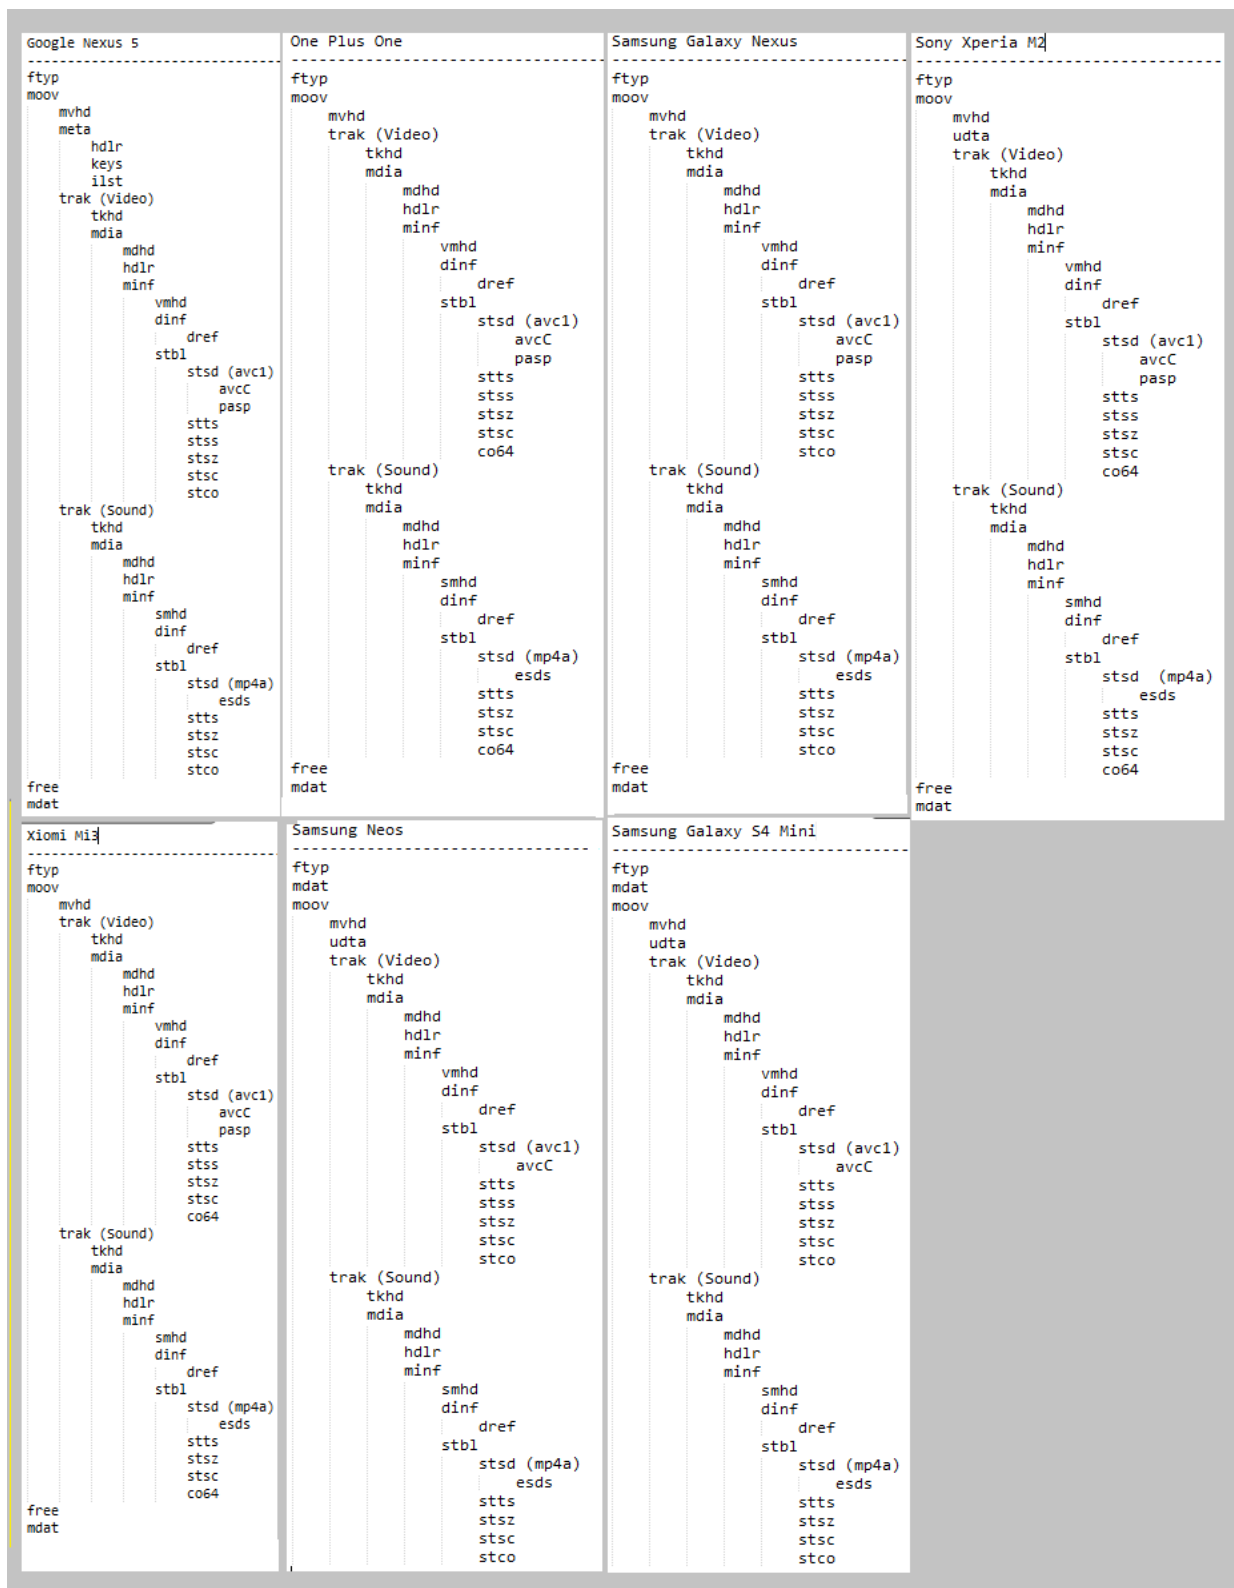 Google Nexus 5
----------------------------------
ftyp
moov
mvhd
meta
hdlr
keys
ilst
trak (Video)
tkhd
mdia
mdhd
hdlr
minf
vmhd
dinf
dref
stbl
stsd (avc1)
avcC
pasp
stts
stss
stsz
stsc
stco
trak (Sound)
tkhd
mdia
mdhd
hdlr
minf
smhd
dinf
dref
stbl
stsd (mp4a)
esds
stts
stsz
stsc
stco
free
mdat
One Plus One
----------------------------------
ftyp
moov
mvhd
trak (Video)
tkhd
mdia
mdhd
hdlr
minf
vmhd
dinf
dref
stbl
stsd (avc1)
avcC
pasp
stts
stss
stsz
stsc
co64
trak (Sound)
tkhd
mdia
mdhd
hdlr
minf
smhd
dinf
dref
stbl
stsd (mp4a)
esds
stts
stsz
stsc
co64
free
mdat
Samsung Galaxy Nexus
--------------------------------
ftyp
moov
mvhd
trak (Video)
tkhd
mdia
mdhd
hdlr
minf
vmhd
dinf
dref
stbl
stsd (avc1)
avcC
pasp
stts
stss
stsz
stsc
stco
trak (Sound)
tkhd
mdia
mdhd
hdlr
minf
smhd
dinf
dref
stbl
stsd (mp4a)
esds
stts
stsz
stsc
stco
free
mdat
Sony Xperia M2
---------------------------------
ftyp
moov
mvhd
udta
trak (Video)
tkhd
mdia
mdhd
hdlr
minf
vmhd
dinf
dref
stbl
stsd (avc1)
avcC
pasp
stts
stss
stsz
stsc
co64
trak (Sound)
tkhd
mdia
mdhd
hdlr
minf
smhd
dinf
dref
stbl
stsd  (mp4a)
esds
stts
stsz
stsc
co64
free
mdat
Xiomi Mi3
--------------------------------
ftyp
moov
mvhd
trak (Video)
tkhd
mdia
mdhd
hdlr
minf
vmhd
dinf
dref
stbl
stsd (avc1)
avcC
pasp
stts
stss
stsz
stsc
co64
trak (Sound)
tkhd
mdia
mdhd
hdlr
minf
smhd
dinf
dref
stbl
stsd (mp4a)
esds
stts
stsz
stsc
co64
free
mdat
Samsung Neos
--------------------------------
ftyp
mdat
moov
mvhd
udta
trak (Video)
tkhd
mdia
mdhd
hdlr
minf
vmhd
dinf
dref
stbl
stsd (avc1)
avcC
stts
stss
stsz
stsc
stco
trak (Sound)
tkhd
mdia
mdhd
hdlr
minf
smhd
dinf
dref
stbl
stsd (mp4a)
esds
stts
stsz
stsc
stco
Samsung Galaxy S4 Mini
--------------------------------
ftyp
mdat
moov
mvhd
udta
trak (Video)
tkhd
mdia
mdhd
hdlr
minf
vmhd
dinf
dref
stbl
stsd (avc1)
avcC
stts
stss
stsz
stsc
stco
trak (Sound)
tkhd
mdia
mdhd
hdlr
minf
smhd
dinf
dref
stbl
stsd (mp4a)
esds
stts
stsz
stsc
stco